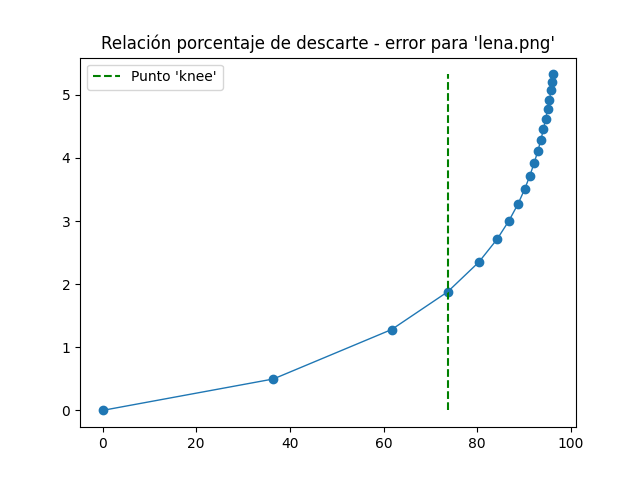 Relación porcentaje de descarte - error para 'lena.png'
Punto 'knee'
5
4
3
2
1
0
0 20 40 60 80 100